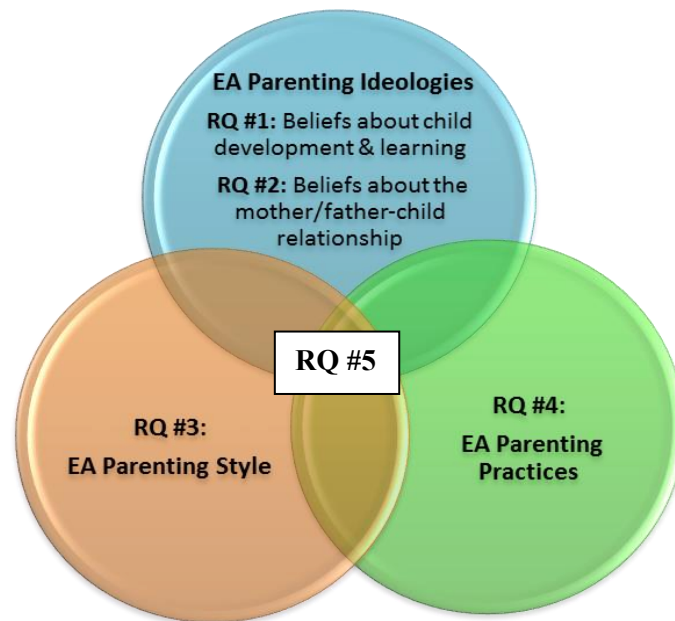 EA Parenting Ideologies
RQ #1: Beliefs about child
development & learning
RQ #2: Beliefs about the
mother/father-child
relationship
RQ #5
RQ #3:
EA Parenting Style
RQ #4:
EA Parenting
Practices